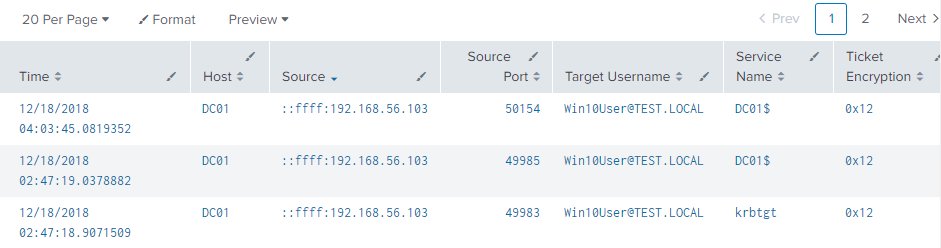 20 Per Page Format Preview < Prev 1 2 Next >
Source Service Ticket
Time Host Source Port Target Username Name Encryption
12/18/2018 DC01 ::ffff:192.168.56.103 50154 Win10User@TEST.LOCAL DC01$ 0x12
04:03:45.0819352
12/18/2018 DC01 ::ffff:192.168.56.103 49985 Win10User@TEST.LOCAL DC01$ 0x12
02:47:19.0378882
12/18/2018 DC01 ::ffff:192.168.56.103 49983 Win10User@TEST.LOCAL krbtgt 0x12
02:47:18.9071509